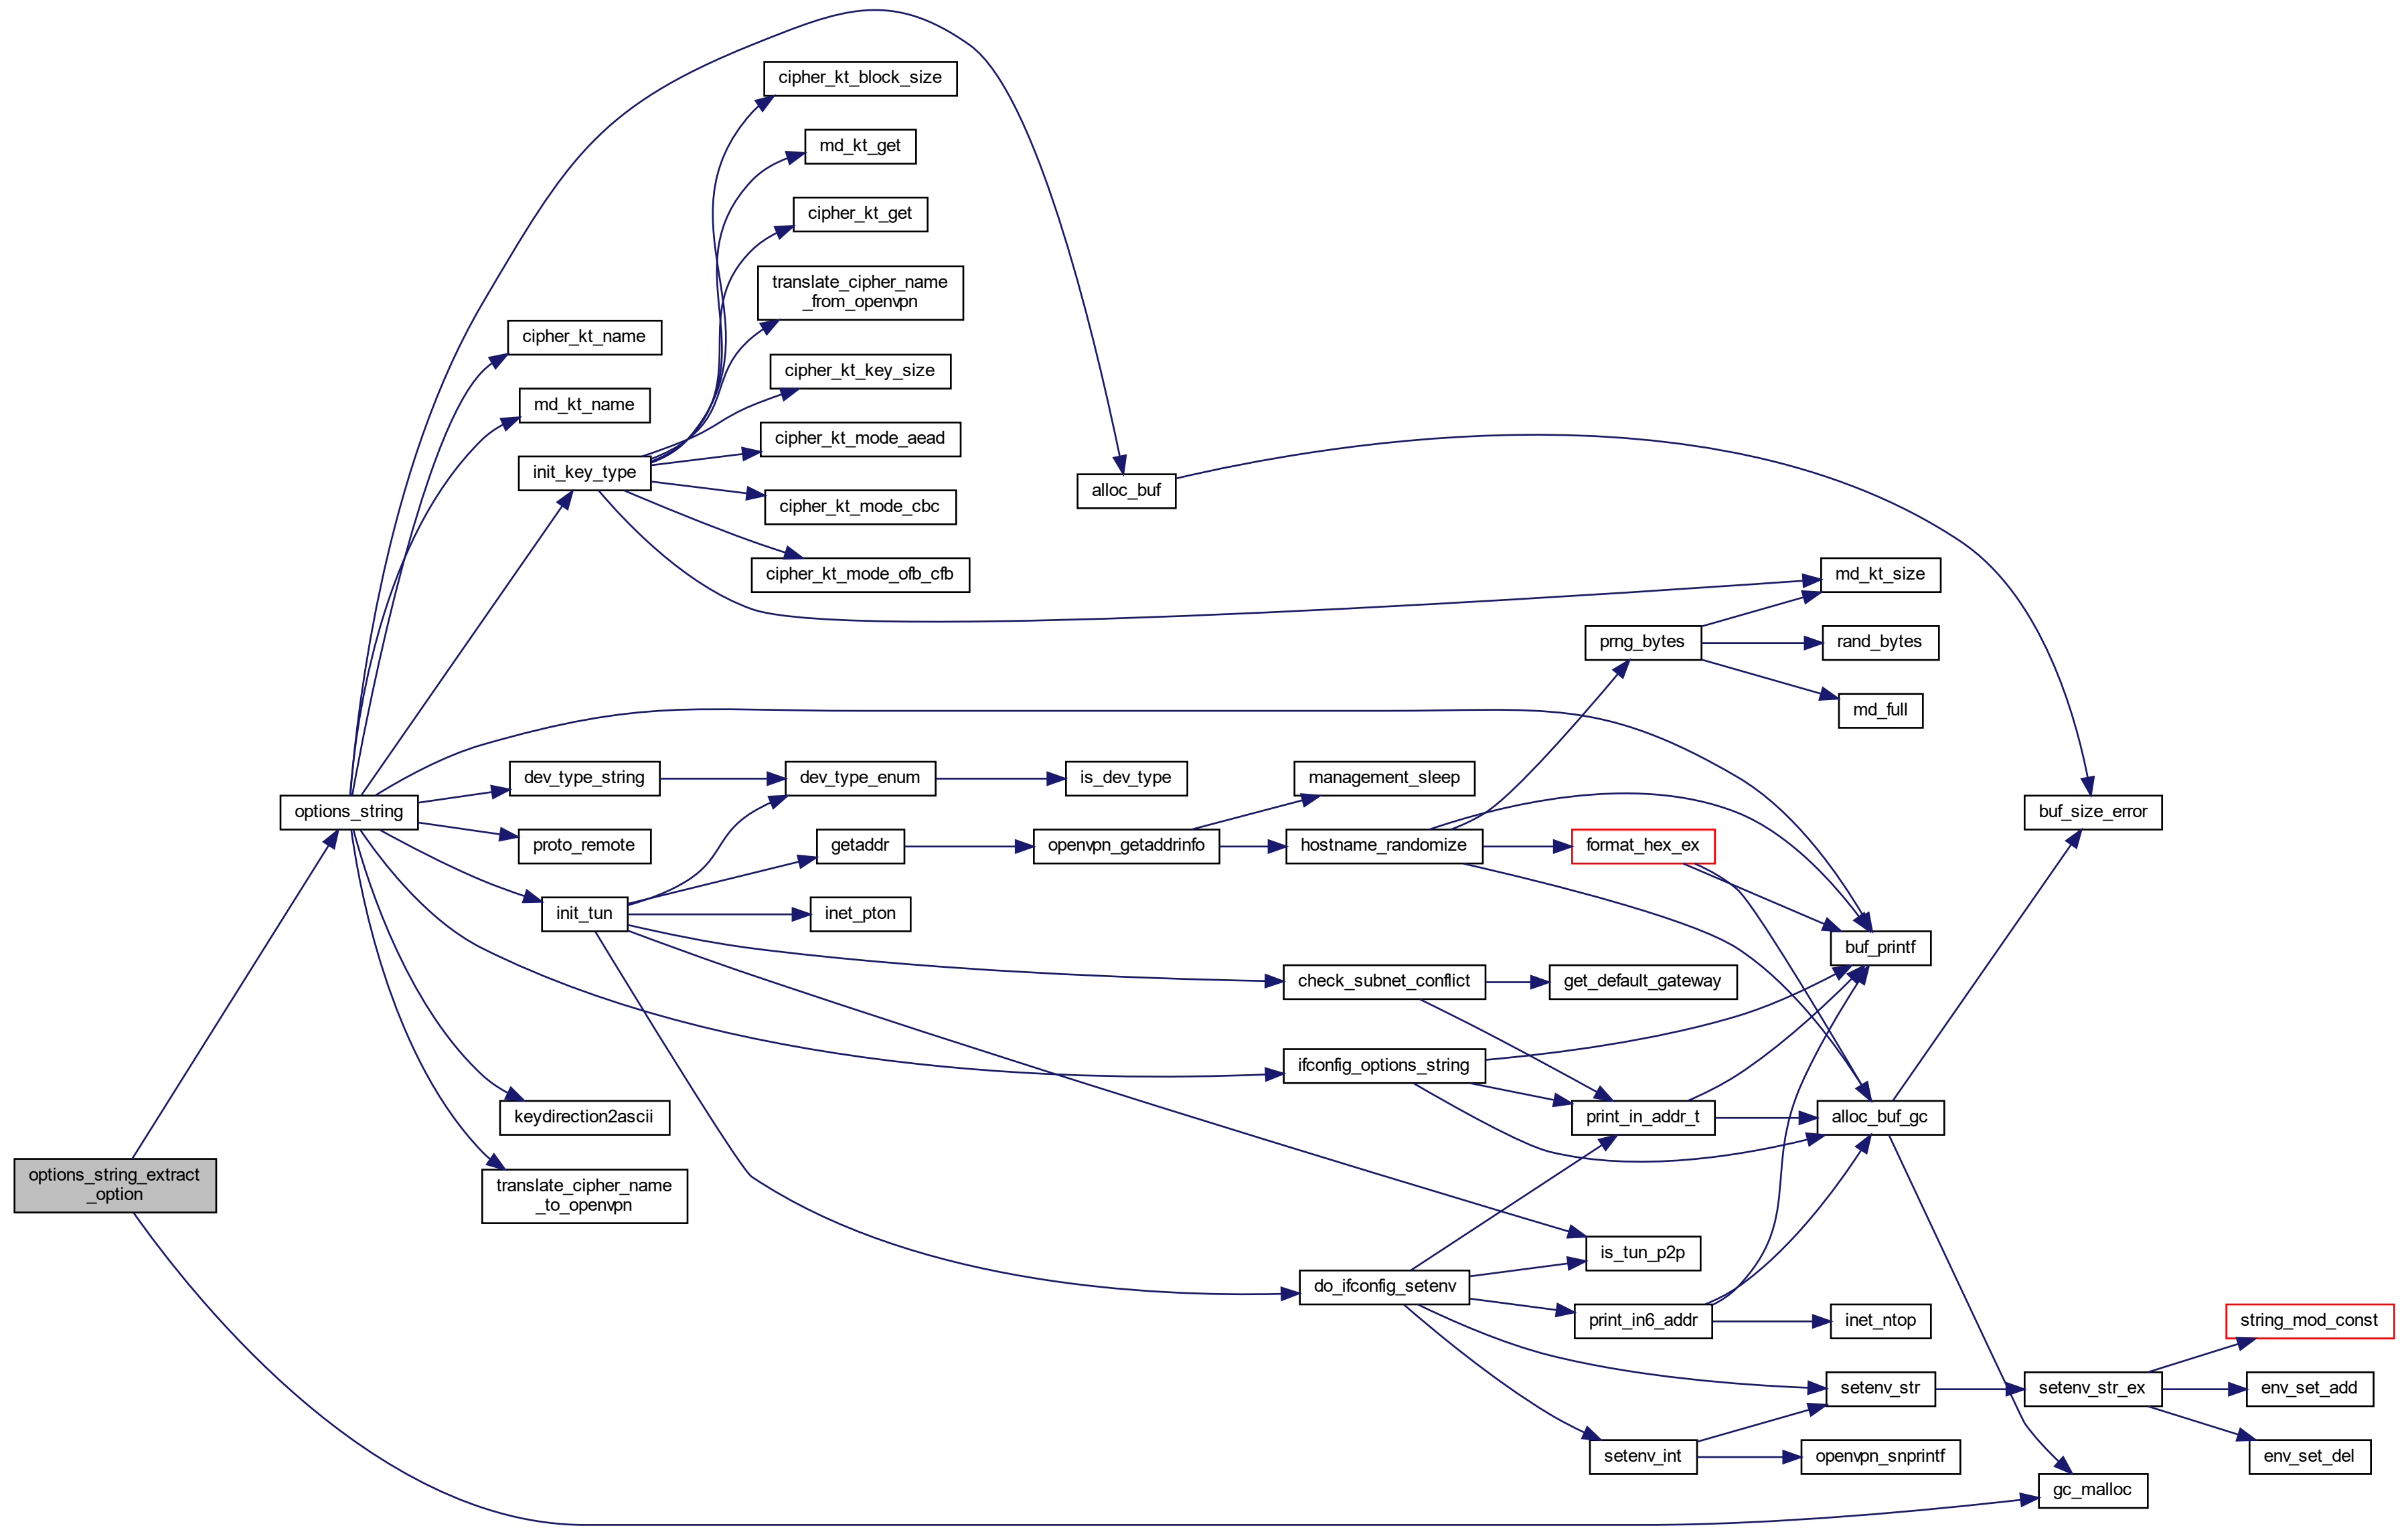 cipher_kt_block_size
md_kt_get
cipher_kt_get
translate_cipher_name
_from_openvpn
cipher_kt_name
cipher_kt_key_size
md_kt_name
cipher_kt_mode_aead
init_key_type
alloc_buf
cipher_kt_mode_cbc
cipher_kt_mode_ofb_cfb
md_kt_size
prng_bytes
rand_bytes
md_full
dev_type_string
dev_type_enum
is_dev_type
management_sleep
options_string
buf_size_error
proto_remote
getaddr
openvpn_getaddrinfo
hostname_randomize
format_hex_ex
init_tun
inet_pton
buf_printf
check_subnet_conflict
get_default_gateway
ifconfig_options_string
keydirection2ascii
print_in_addr_t
alloc_buf_gc
options_string_extract
_option
translate_cipher_name
_to_openvpn
is_tun_p2p
do_ifconfig_setenv
print_in6_addr
inet_ntop
string_mod_const
setenv_str
setenv_str_ex
env_set_add
setenv_int
openvpn_snprintf
env_set_del
gc_malloc